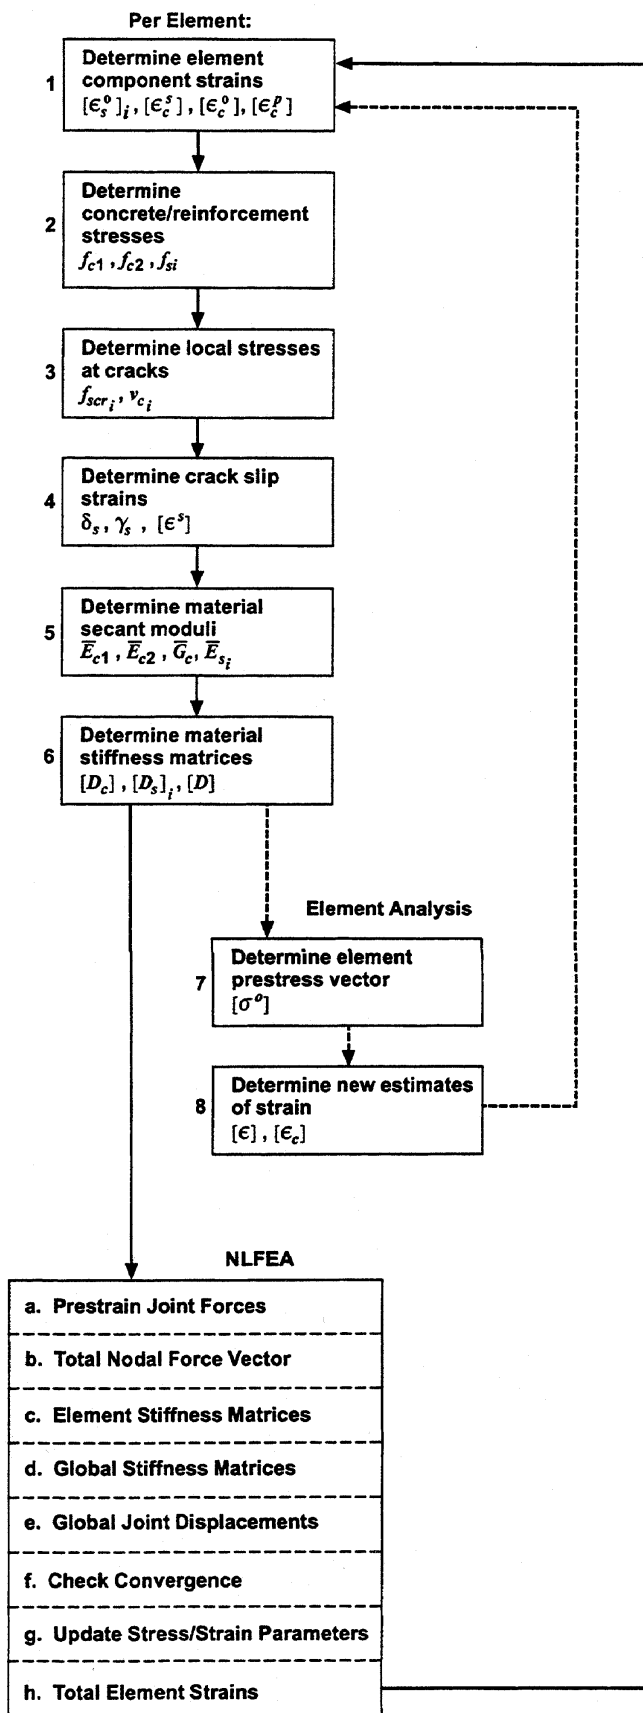 Per Element:
1
Determine element
component strains
[ϵ_s^o]_i, [ϵ_c^s], [ϵ_c^o], [ϵ_c^p]
2
Determine
concrete/reinforcement
stresses
f_c1, f_c2, f_si
3
Determine local stresses
at cracks
f_scr_i, v_c_i
4
Determine crack slip
strains
δ_s, γ_s, [ϵ^s]
5
Determine material
secant moduli
E̅_c1, E̅_c2, G̅_c, E̅_s_i
6
Determine material
stiffness matrices
[D_c], [D_s]_i, [D]
Element Analysis
7
Determine element
prestress vector
[σ^o]
8
Determine new estimates
of strain
[ϵ], [ϵ_c]
NLFEA
a. Prestrain Joint Forces
b. Total Nodal Force Vector
c. Element Stiffness Matrices
d. Global Stiffness Matrices
e. Global Joint Displacements
f. Check Convergence
g. Update Stress/Strain Parameters
h. Total Element Strains